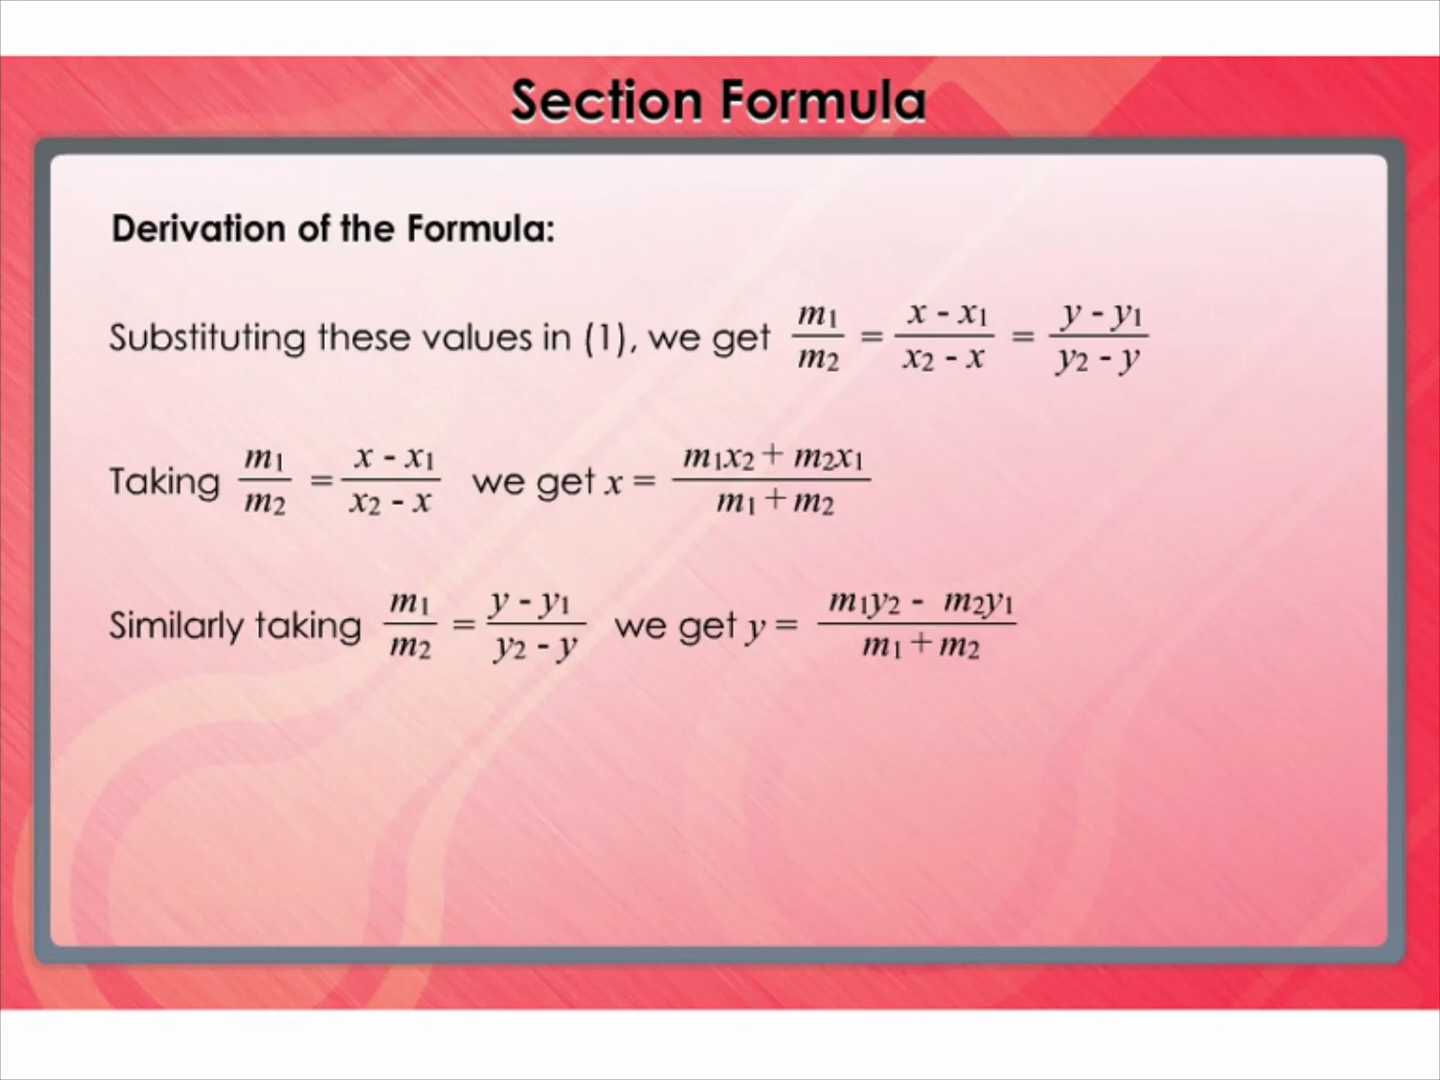 Section Formula
Derivation of the Formula:
Substituting these values in (1), we get m1/m2 = x - x1/x2 - x = y - y1/y2 - y
Taking m1/m2 = x - x1/x2 - x we get x = m1x2 + m2x1/m1 + m2
Similarly taking m1/m2 = y - y1/y2 - y we get y = m1y2 - m2y1/m1 + m2